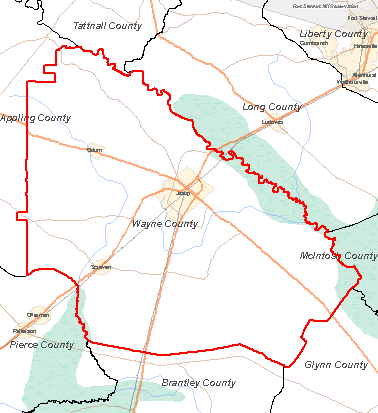 Fort Stewart Mil Reservation
Fort Stewart
Tattnall County
Liberty County
Gumbranch
Hinesville
Allenhurst
Walthourville
Long County
Appling County
Ludowici
Odum
Jesup
Wayne County
McIntosh County
Screven
Offerman
Patterson
Pierce County
Glynn County
Brantley County